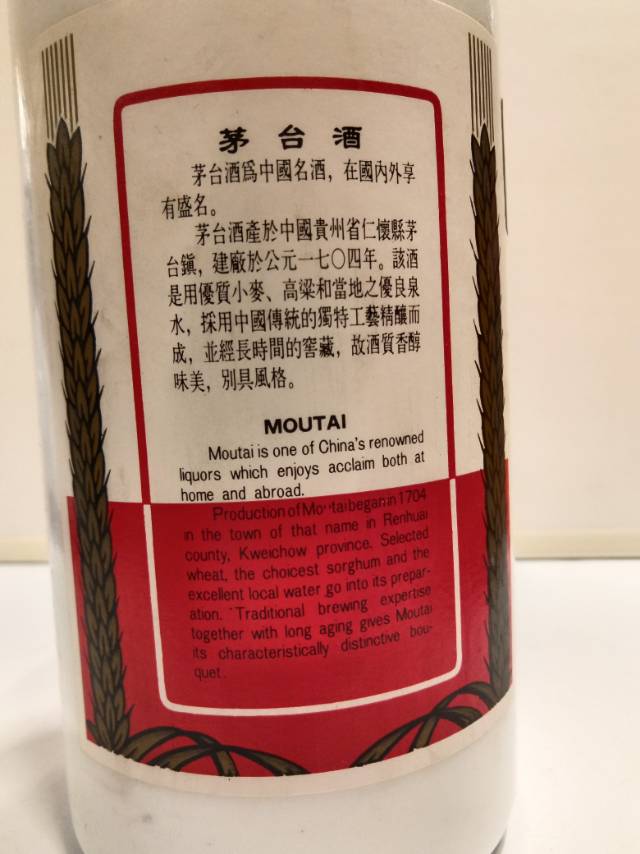 茅台酒
茅台酒爲中國名酒，在國內外享
有盛名。
茅台酒產於中國貴州省仁懷縣茅
台鎮，建廠於公元一七〇四年。該酒
是用優質小麥、高粱和當地之優良泉
水，採用中國傳統的獨特工藝精釀而
成，並經長時間的窖藏，故酒質香醇
味美，別具風格。
MOUTAI
Moutai is one of China's renowned
liquors which enjoys acclaim both at
home and abroad.
Production of Moutai began in 1704
in the town of that name in Renhuai
county, Kweichow province. Selected
wheat, the choicest sorghum and the
excellent local water go into its prepar-
ation. Traditional brewing expertise
together with long aging gives Moutai
its characteristically distinctive bou-
quet.